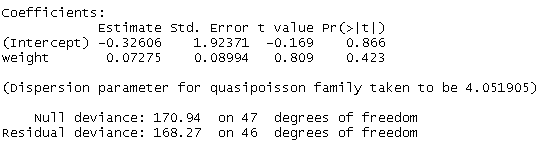 Coefficients:
Estimate Std. Error t value Pr(>|t|)
(Intercept) -0.32606 1.92371 -0.169 0.866
weight 0.07275 0.08994 0.809 0.423
(Dispersion parameter for quasipoisson family taken to be 4.051905)
Null deviance: 170.94 on 47 degrees of freedom
Residual deviance: 168.27 on 46 degrees of freedom